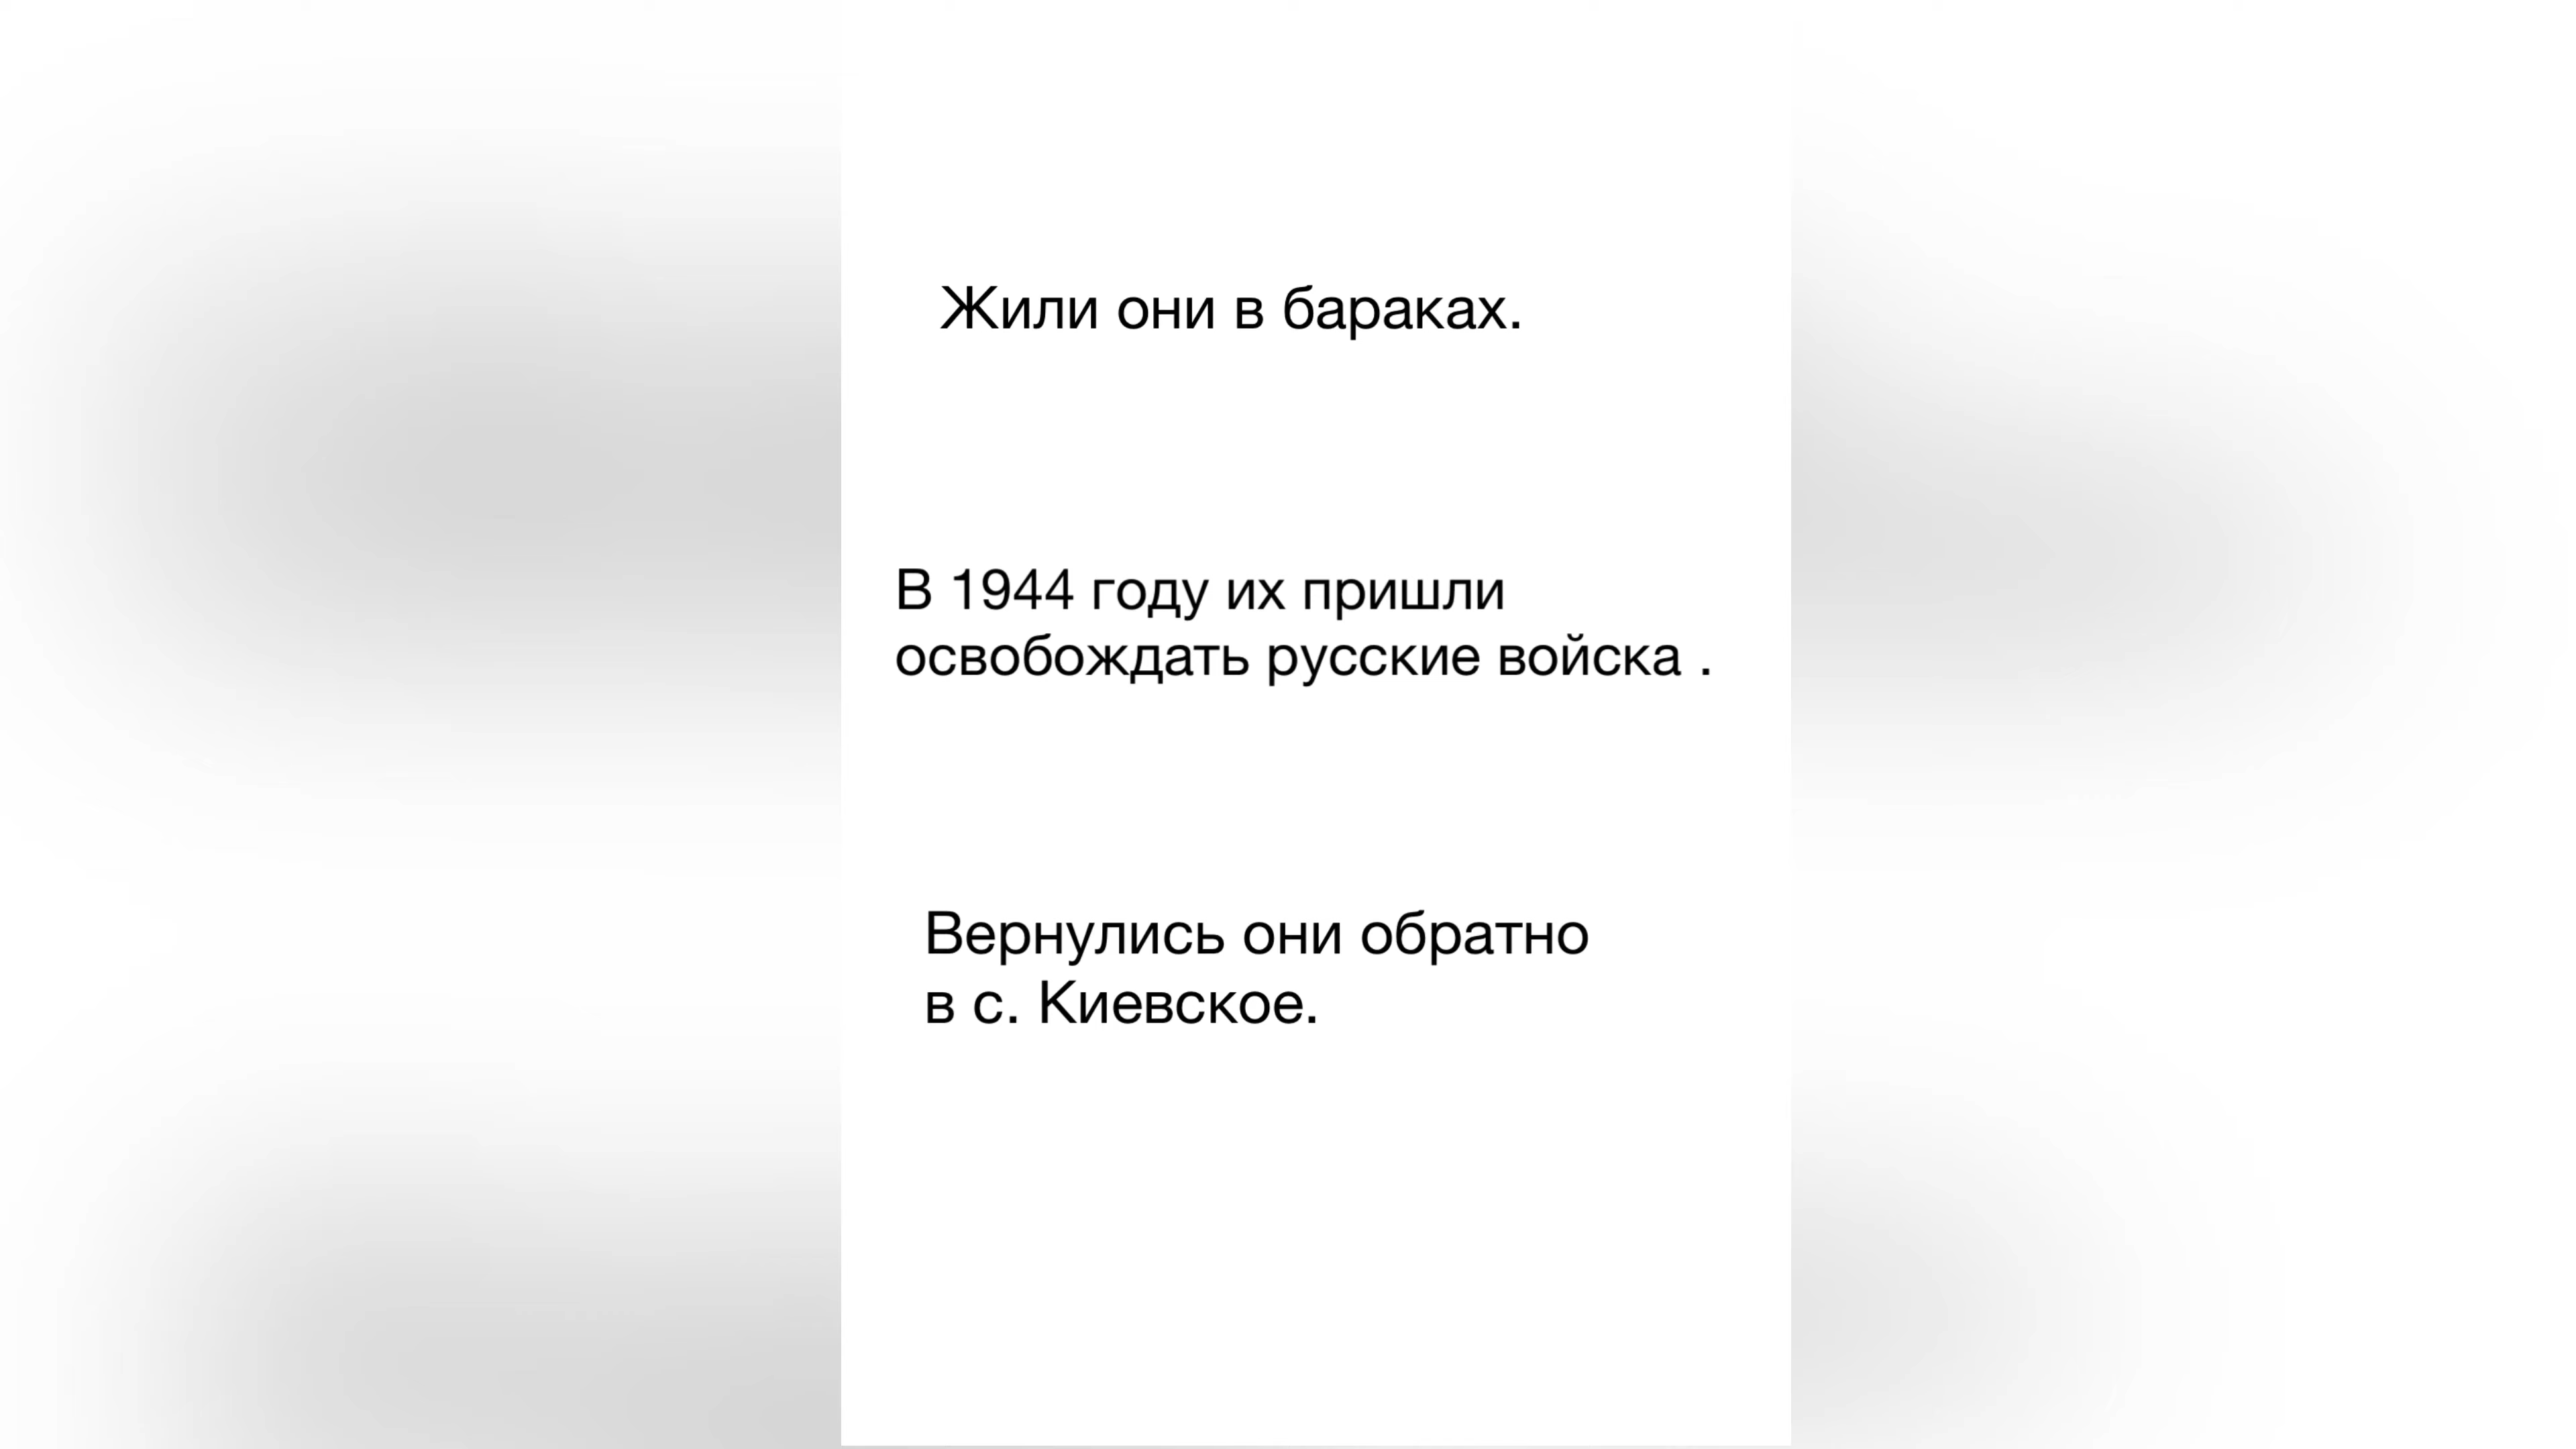 Жили они в бараках.
В 1944 году их пришли
освобождать русские войска .
Вернулись они обратно
в с. Киевское.